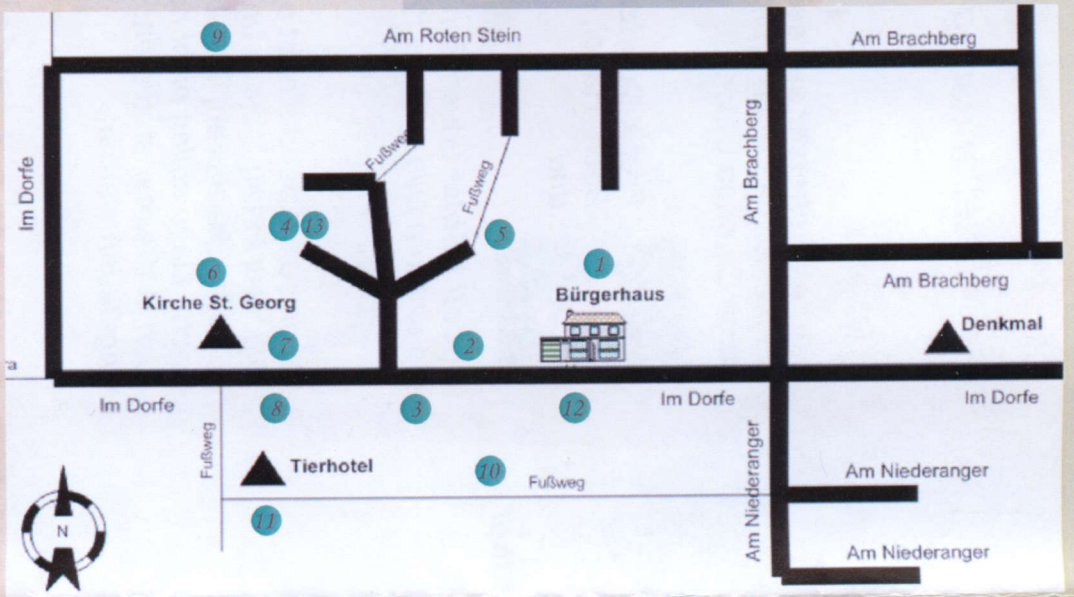 9
Am Roten Stein
Am Brachberg
Im Dorfe
Fußweg
Fußweg
Am Brachberg
4 13
5
6
1
Am Brachberg
Kirche St. Georg
Bürgerhaus
Denkmal
7
2
a
Im Dorfe
8
3
12
Im Dorfe
Im Dorfe
Fußweg
Tierhotel
10
Fußweg
Am Niederanger
Am Niederanger
11
N
Am Niederanger